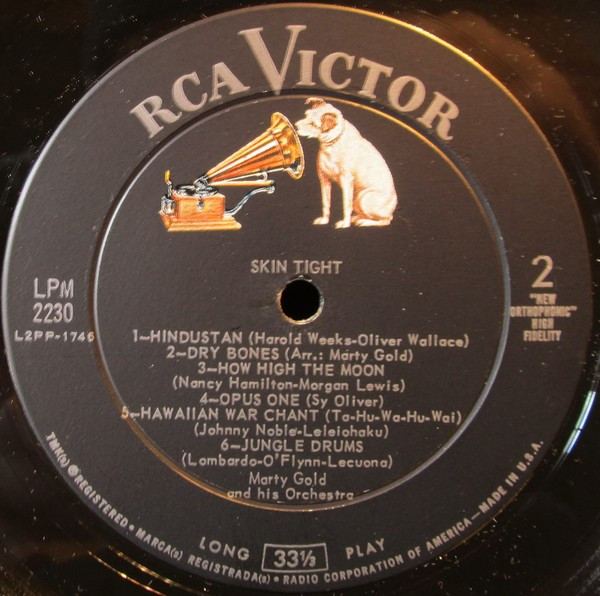 RCA VICTOR
SKIN TIGHT
LPM
2230
L2PP-1746
2
"NEW
ORTHOPHONIC"
HIGH
FIDELITY
1—HINDUSTAN (Harold Weeks-Oliver Wallace)
2—DRY BONES (Arr.: Marty Gold)
3—HOW HIGH THE MOON
(Nancy Hamilton-Morgan Lewis)
4—OPUS ONE (Sy Oliver)
5—HAWAIIAN WAR CHANT (Ta-Hu-Wa-Hu-Wai)
(Johnny Noble-Leleiohaku)
6—JUNGLE DRUMS
(Lombardo-O'Flynn-Lecuona)
Marty Gold
and his Orchestra
LONG 33⅓ PLAY
TMK(s) ® REGISTERED • MARCA(s) REGISTRADA(s) • RADIO CORPORATION OF AMERICA—MADE IN U.S.A.